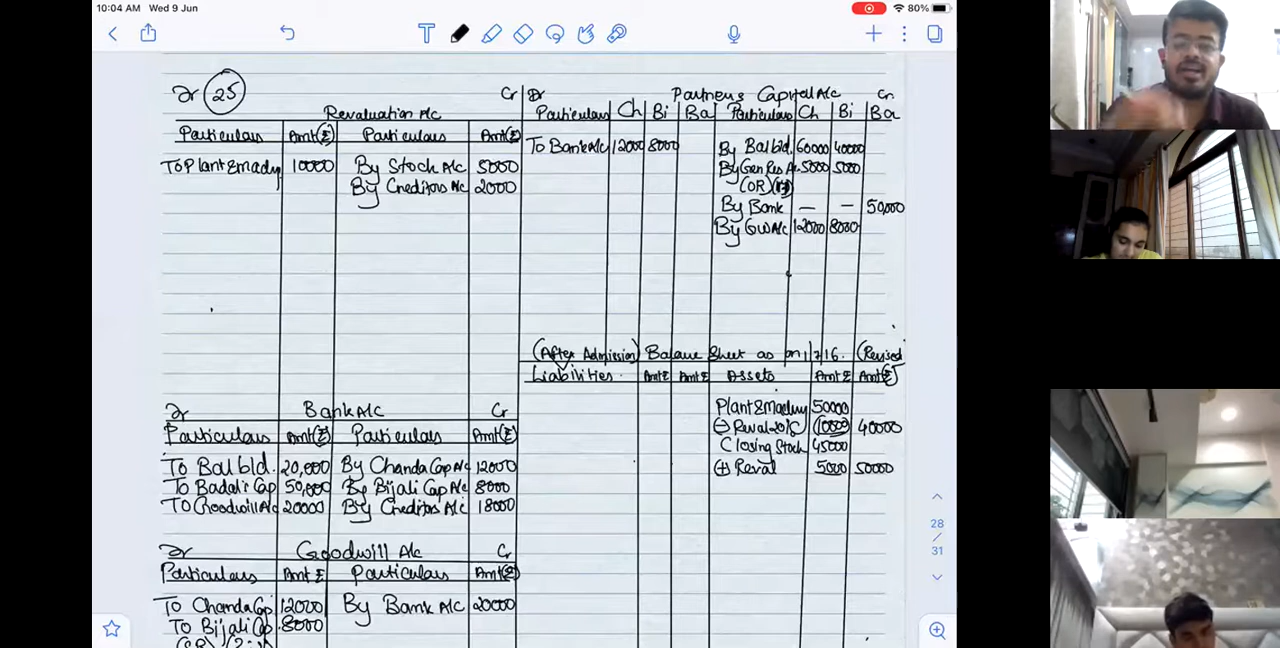 10:04 AM Wed 9 Jun
80%
25
Cr
Dr
Partners Capital A/c
Cr
Revaluation A/c
Particulars Ch Bi Ba Particulars Ch Bi Ba
Particulars Amt(₹) Particulars Amt(₹)
To Bank A/c 12000 8000 By Bal b/d. 60000 40000
To Plant & Machy 10000 By Stock A/c 5000
By Gen Res A/c 5000 5000
By Creditors A/c 2000
(OR)
By Bank — — 50,000
By GW A/c 12000 8000
(After Admission) Balance Sheet as on 1/7/16. (Revised
Liabilities. Amt ₹ Amt ₹ Assets Amt ₹ Amt ₹
Plant & Machinery 50000
(-) Reval 20% (10000) 40000
Closing Stock 45000
(+) Reval 5000 50000
Dr Bank A/c Cr
Particulars Amt(₹) Particulars Amt(₹)
To Bal b/d. 20,000 By Chanda Cap A/c 12000
To Badali Cap 50,000 By Bijali Cap A/c 8000
To Goodwill A/c 20000 By Creditors A/c 18000
Dr Goodwill A/c Cr
Particulars Amt ₹ Particulars Amt(₹)
To Chanda Cap 12000 By Bank A/c 20000
To Bijali Cap. 8000
28
/
31